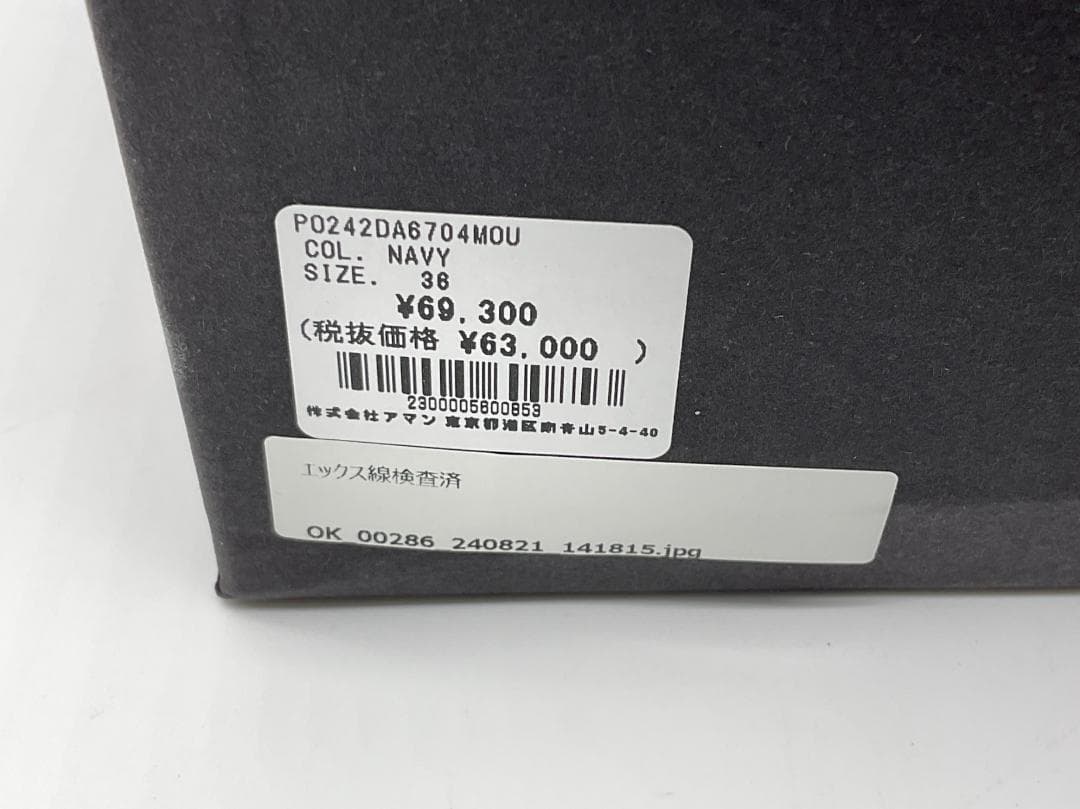 PO242DA6704MOU
COL. NAVY
SIZE. 36
¥69,300
(税抜価格 ¥63,000 )
2300005600853
株式会社アマン 東京都港区南青山5-4-40
エックス線検査済
OK 00286 240821 141815.jpg